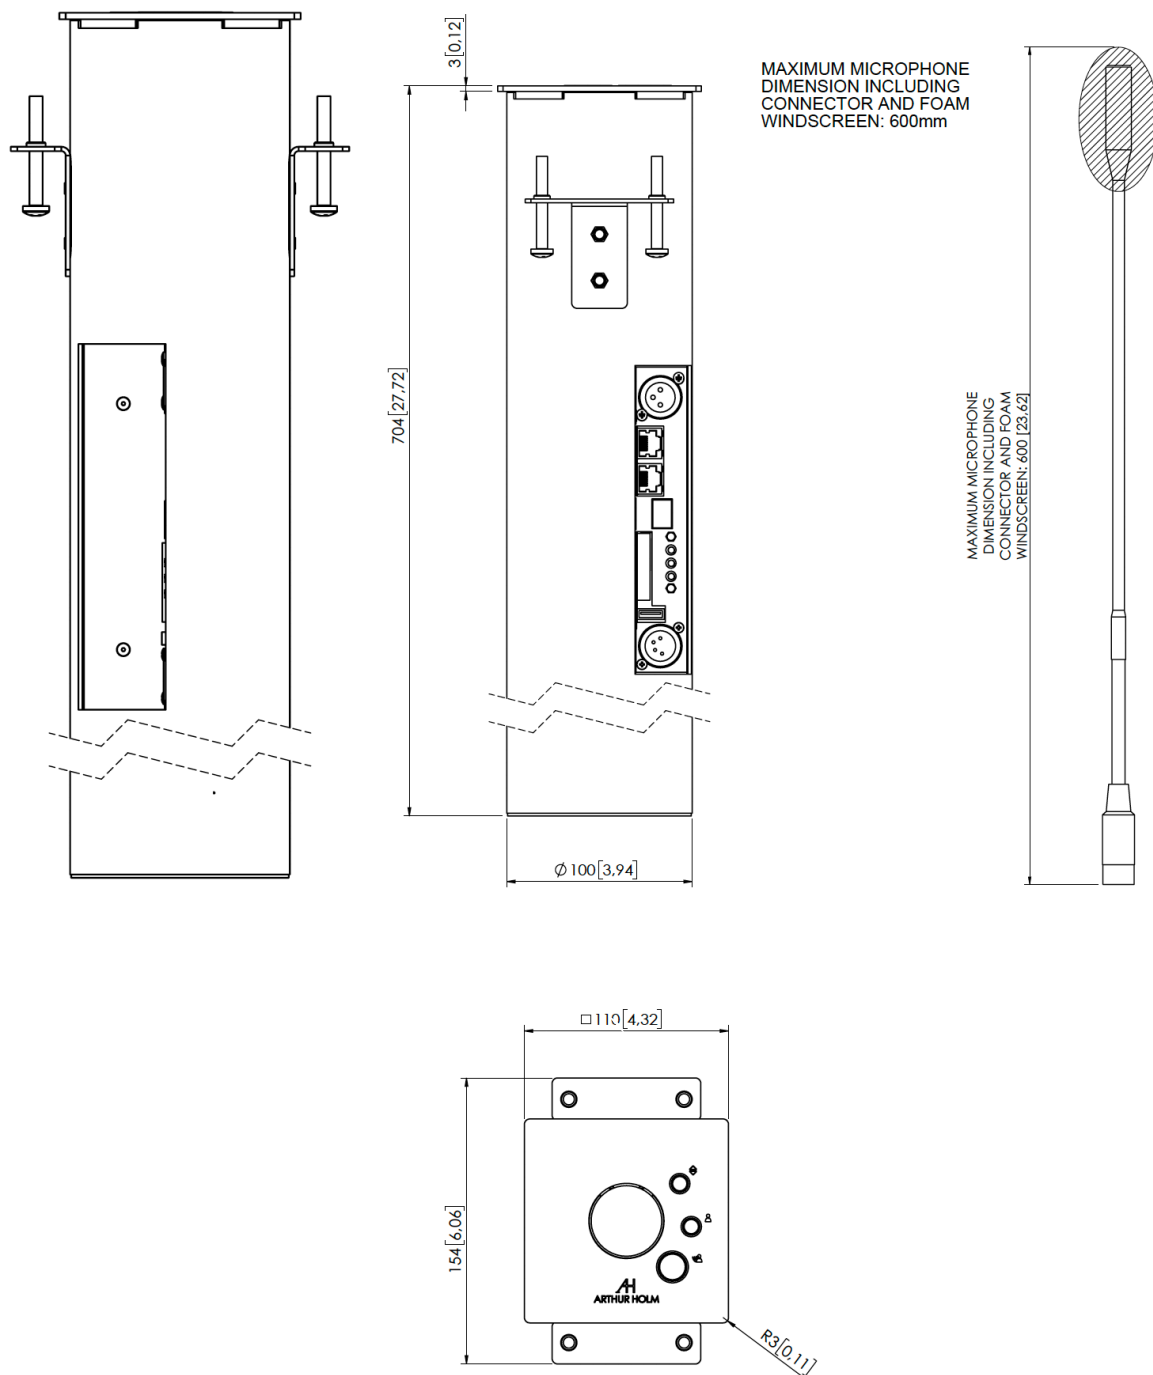 3[0,12]
MAXIMUM MICROPHONE
DIMENSION INCLUDING
CONNECTOR AND FOAM
WINDSCREEN: 600mm
704[27,72]
MAXIMUM MICROPHONE
DIMENSION INCLUDING
CONNECTOR AND FOAM
WINDSCREEN: 600 [23,62]
Ø100[3,94]
□110[4,32]
154[6,06]
AH
ARTHUR HOLM
R3[0,11]